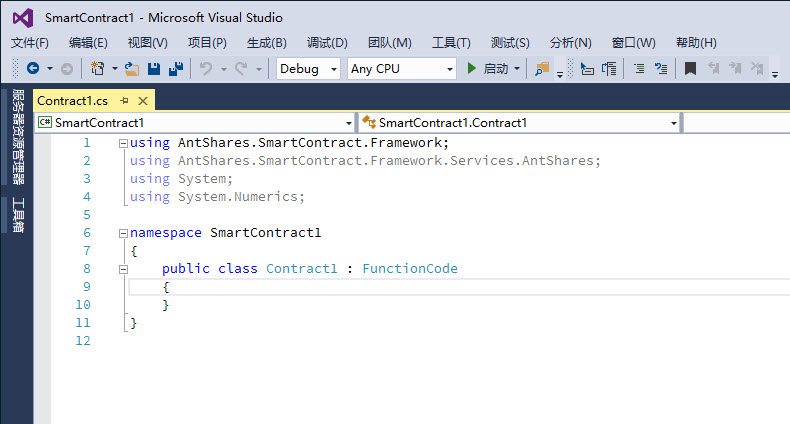 SmartContract1 - Microsoft Visual Studio
文件(F) 编辑(E) 视图(V) 项目(P) 生成(B) 调试(D) 团队(M) 工具(T) 测试(S) 分析(N) 窗口(W) 帮助(H)
Debug Any CPU 启动
服务器资源管理器
工具箱
Contract1.cs
C# SmartContract1 SmartContract1.Contract1
1 using AntShares.SmartContract.Framework;
2 using AntShares.SmartContract.Framework.Services.AntShares;
3 using System;
4 using System.Numerics;
5
6 namespace SmartContract1
7 {
8 public class Contract1 : FunctionCode
9 {
10 }
11 }
12